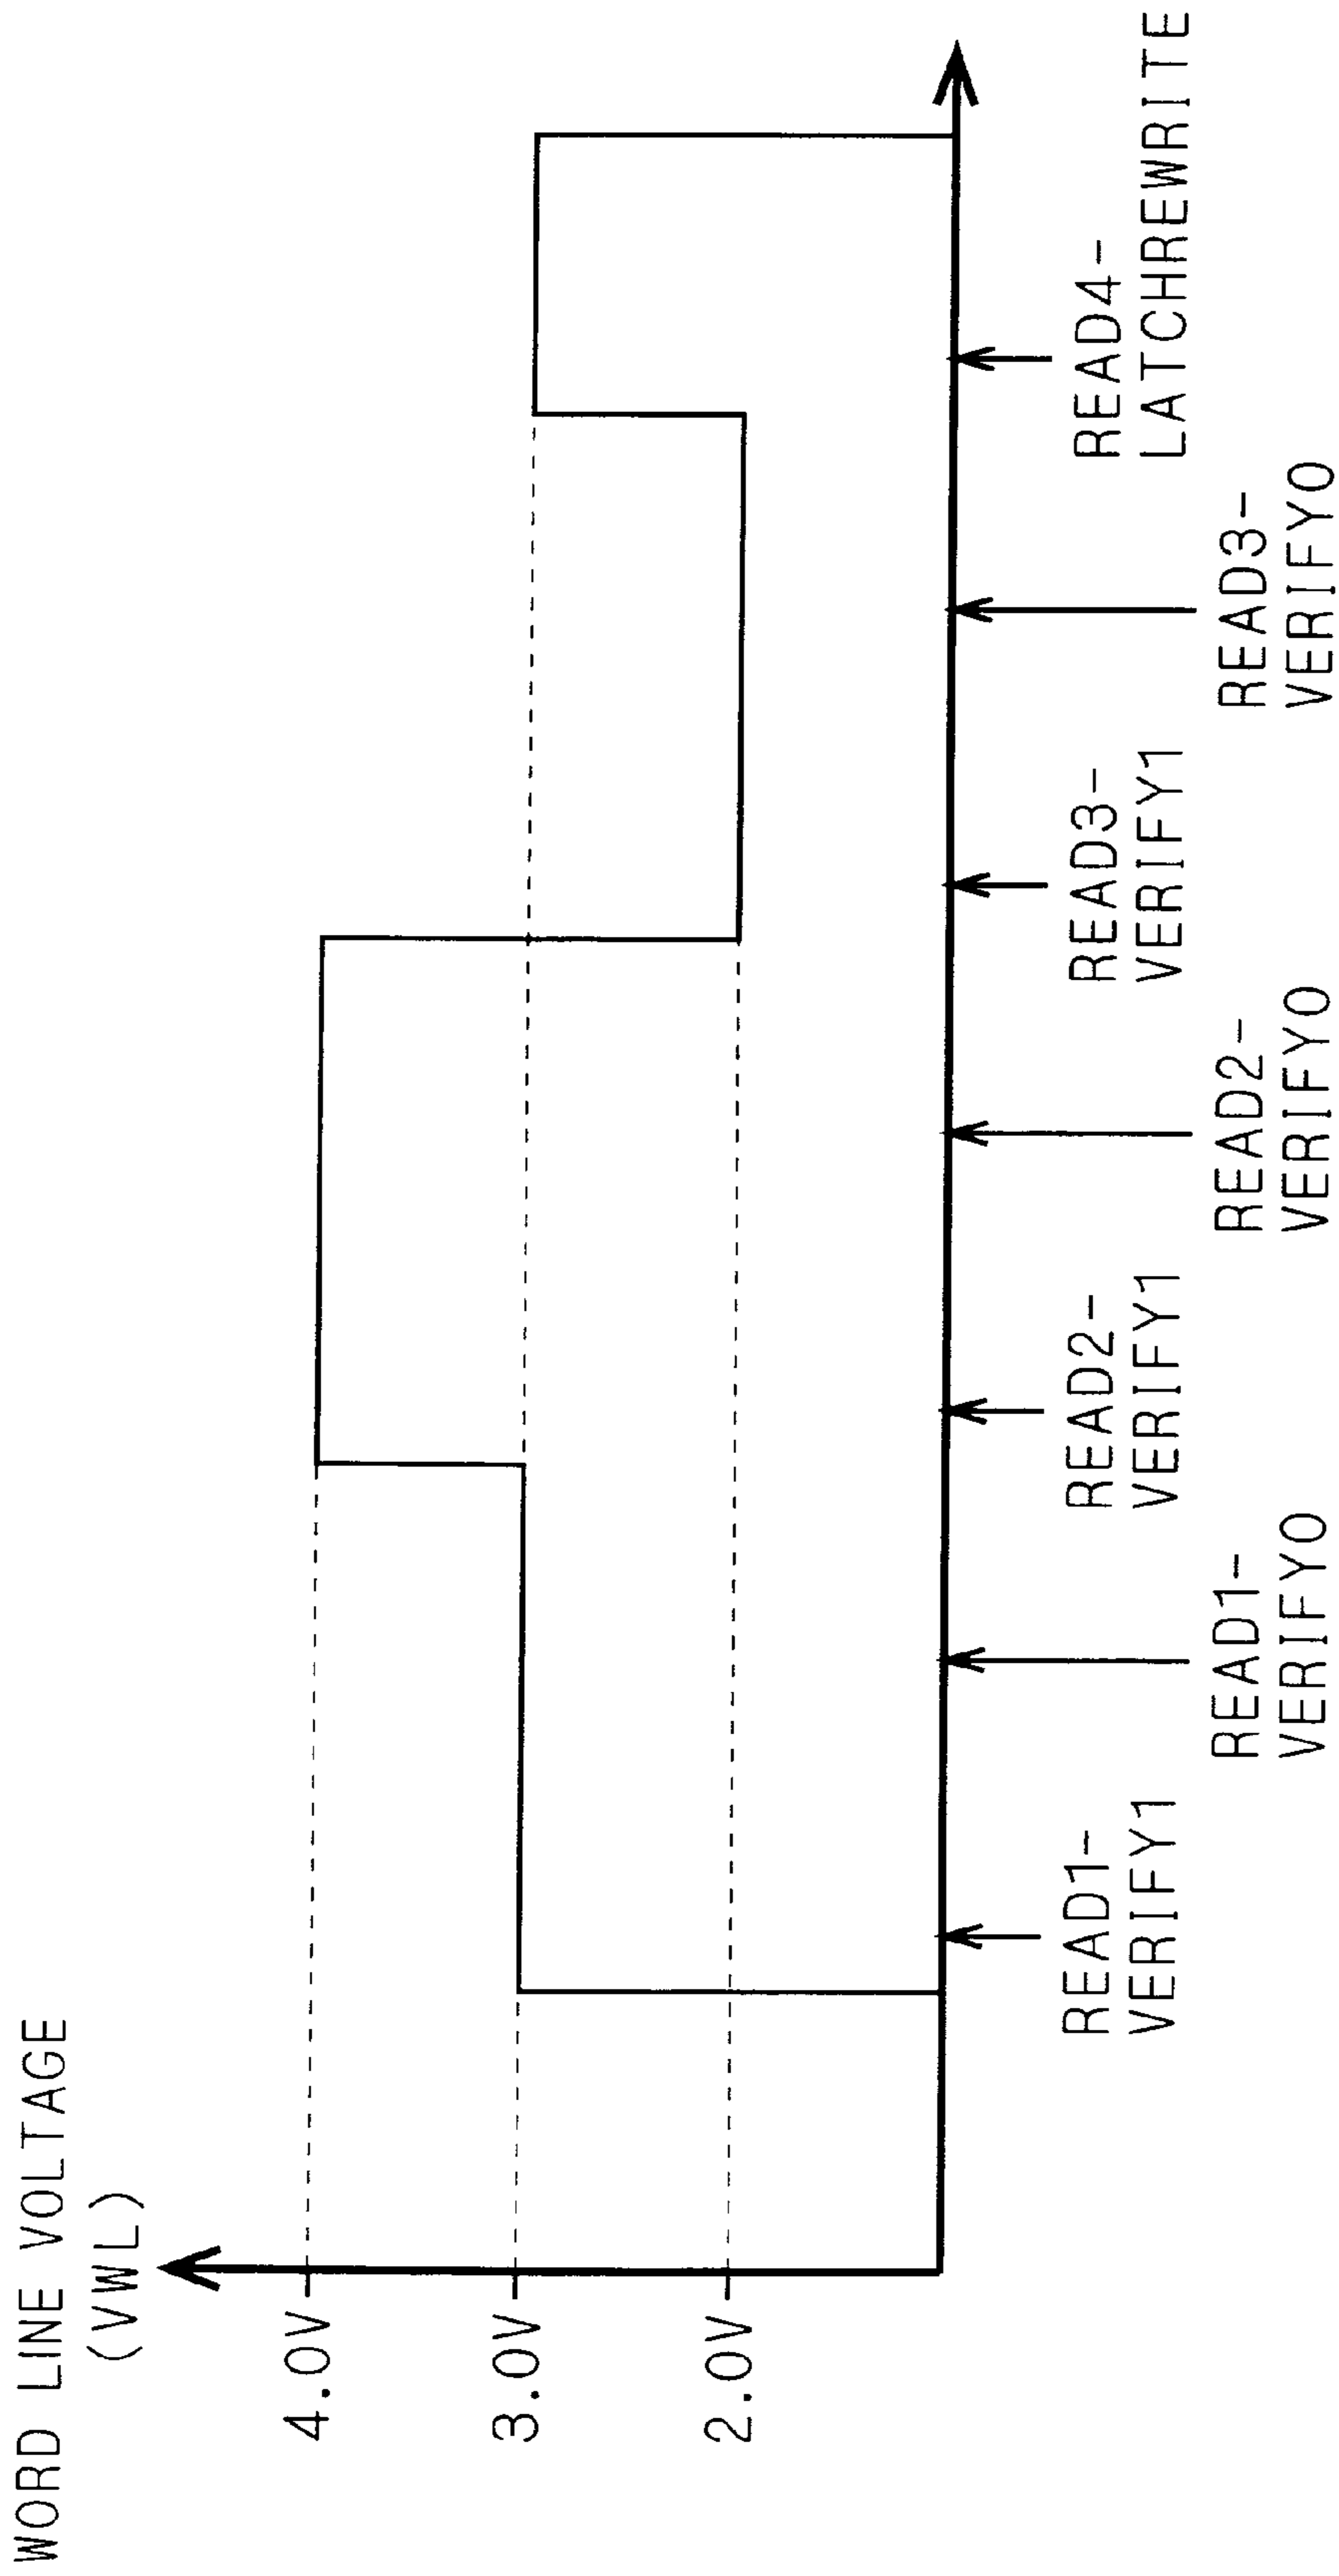 WORD LINE VOLTAGE
(VWL)
4.0V
3.0V
2.0V
READ1-
VERIFY1
READ1-
VERIFY0
READ2-
VERIFY1
READ2-
VERIFY0
READ3-
VERIFY1
READ3-
VERIFY0
READ4-
LATCHREWRITE